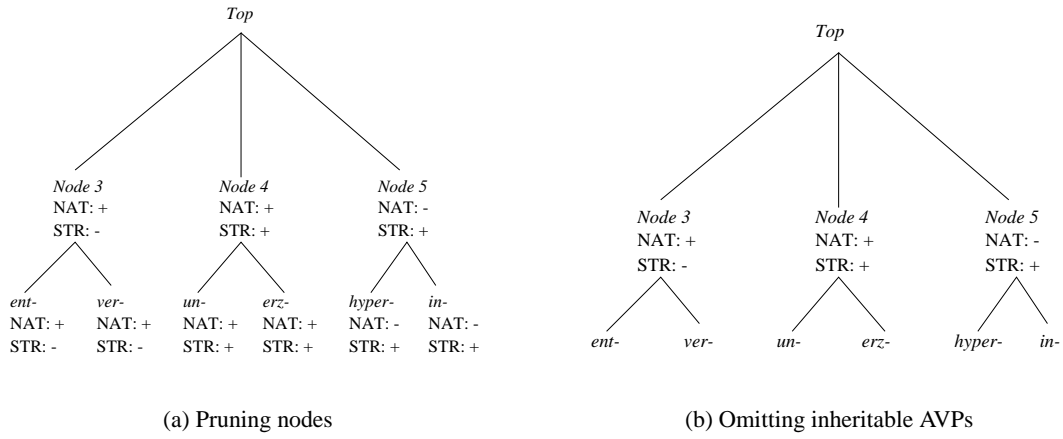 Top
Node 3 Node 4 Node 5
NAT: + NAT: + NAT: -
STR: - STR: + STR: +
ent- ver- un- erz- hyper- in-
NAT: + NAT: + NAT: + NAT: + NAT: - NAT: -
STR: - STR: - STR: + STR: + STR: + STR: +
(a) Pruning nodes
Top
Node 3 Node 4 Node 5
NAT: + NAT: + NAT: -
STR: - STR: + STR: +
ent- ver- un- erz- hyper- in-
(b) Omitting inheritable AVPs